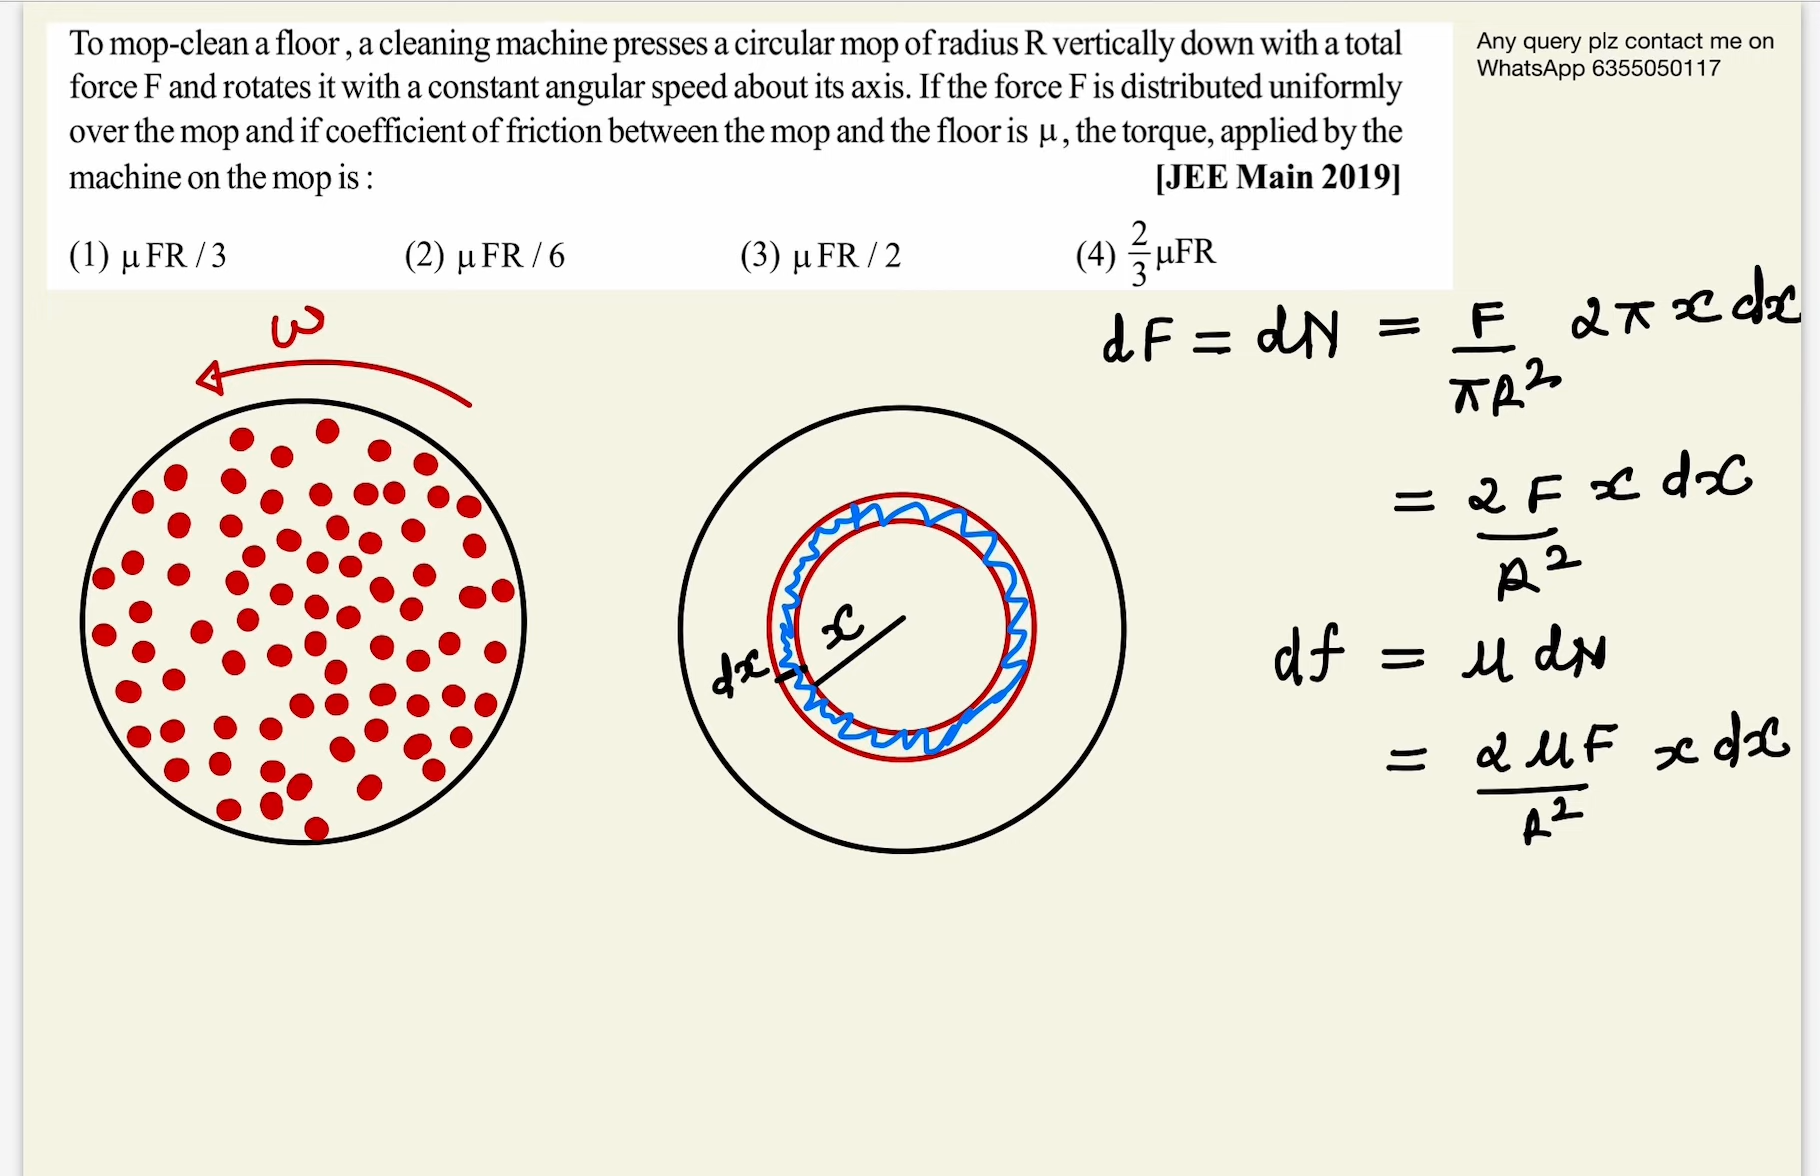 To mop-clean a floor, a cleaning machine presses a circular mop of radius R vertically down with a total
force F and rotates it with a constant angular speed about its axis. If the force F is distributed uniformly
over the mop and if coefficient of friction between the mop and the floor is μ, the torque, applied by the
machine on the mop is :
[JEE Main 2019]
(1) μ FR / 3 (2) μ FR / 6 (3) μ FR / 2 (4) 2/3 μFR
Any query plz contact me on
WhatsApp 6355050117
ω
x
dx
dF = dN = F/πR² 2π x dx
= 2F/R² x dx
df = μ dN
= 2μF/R² x dx